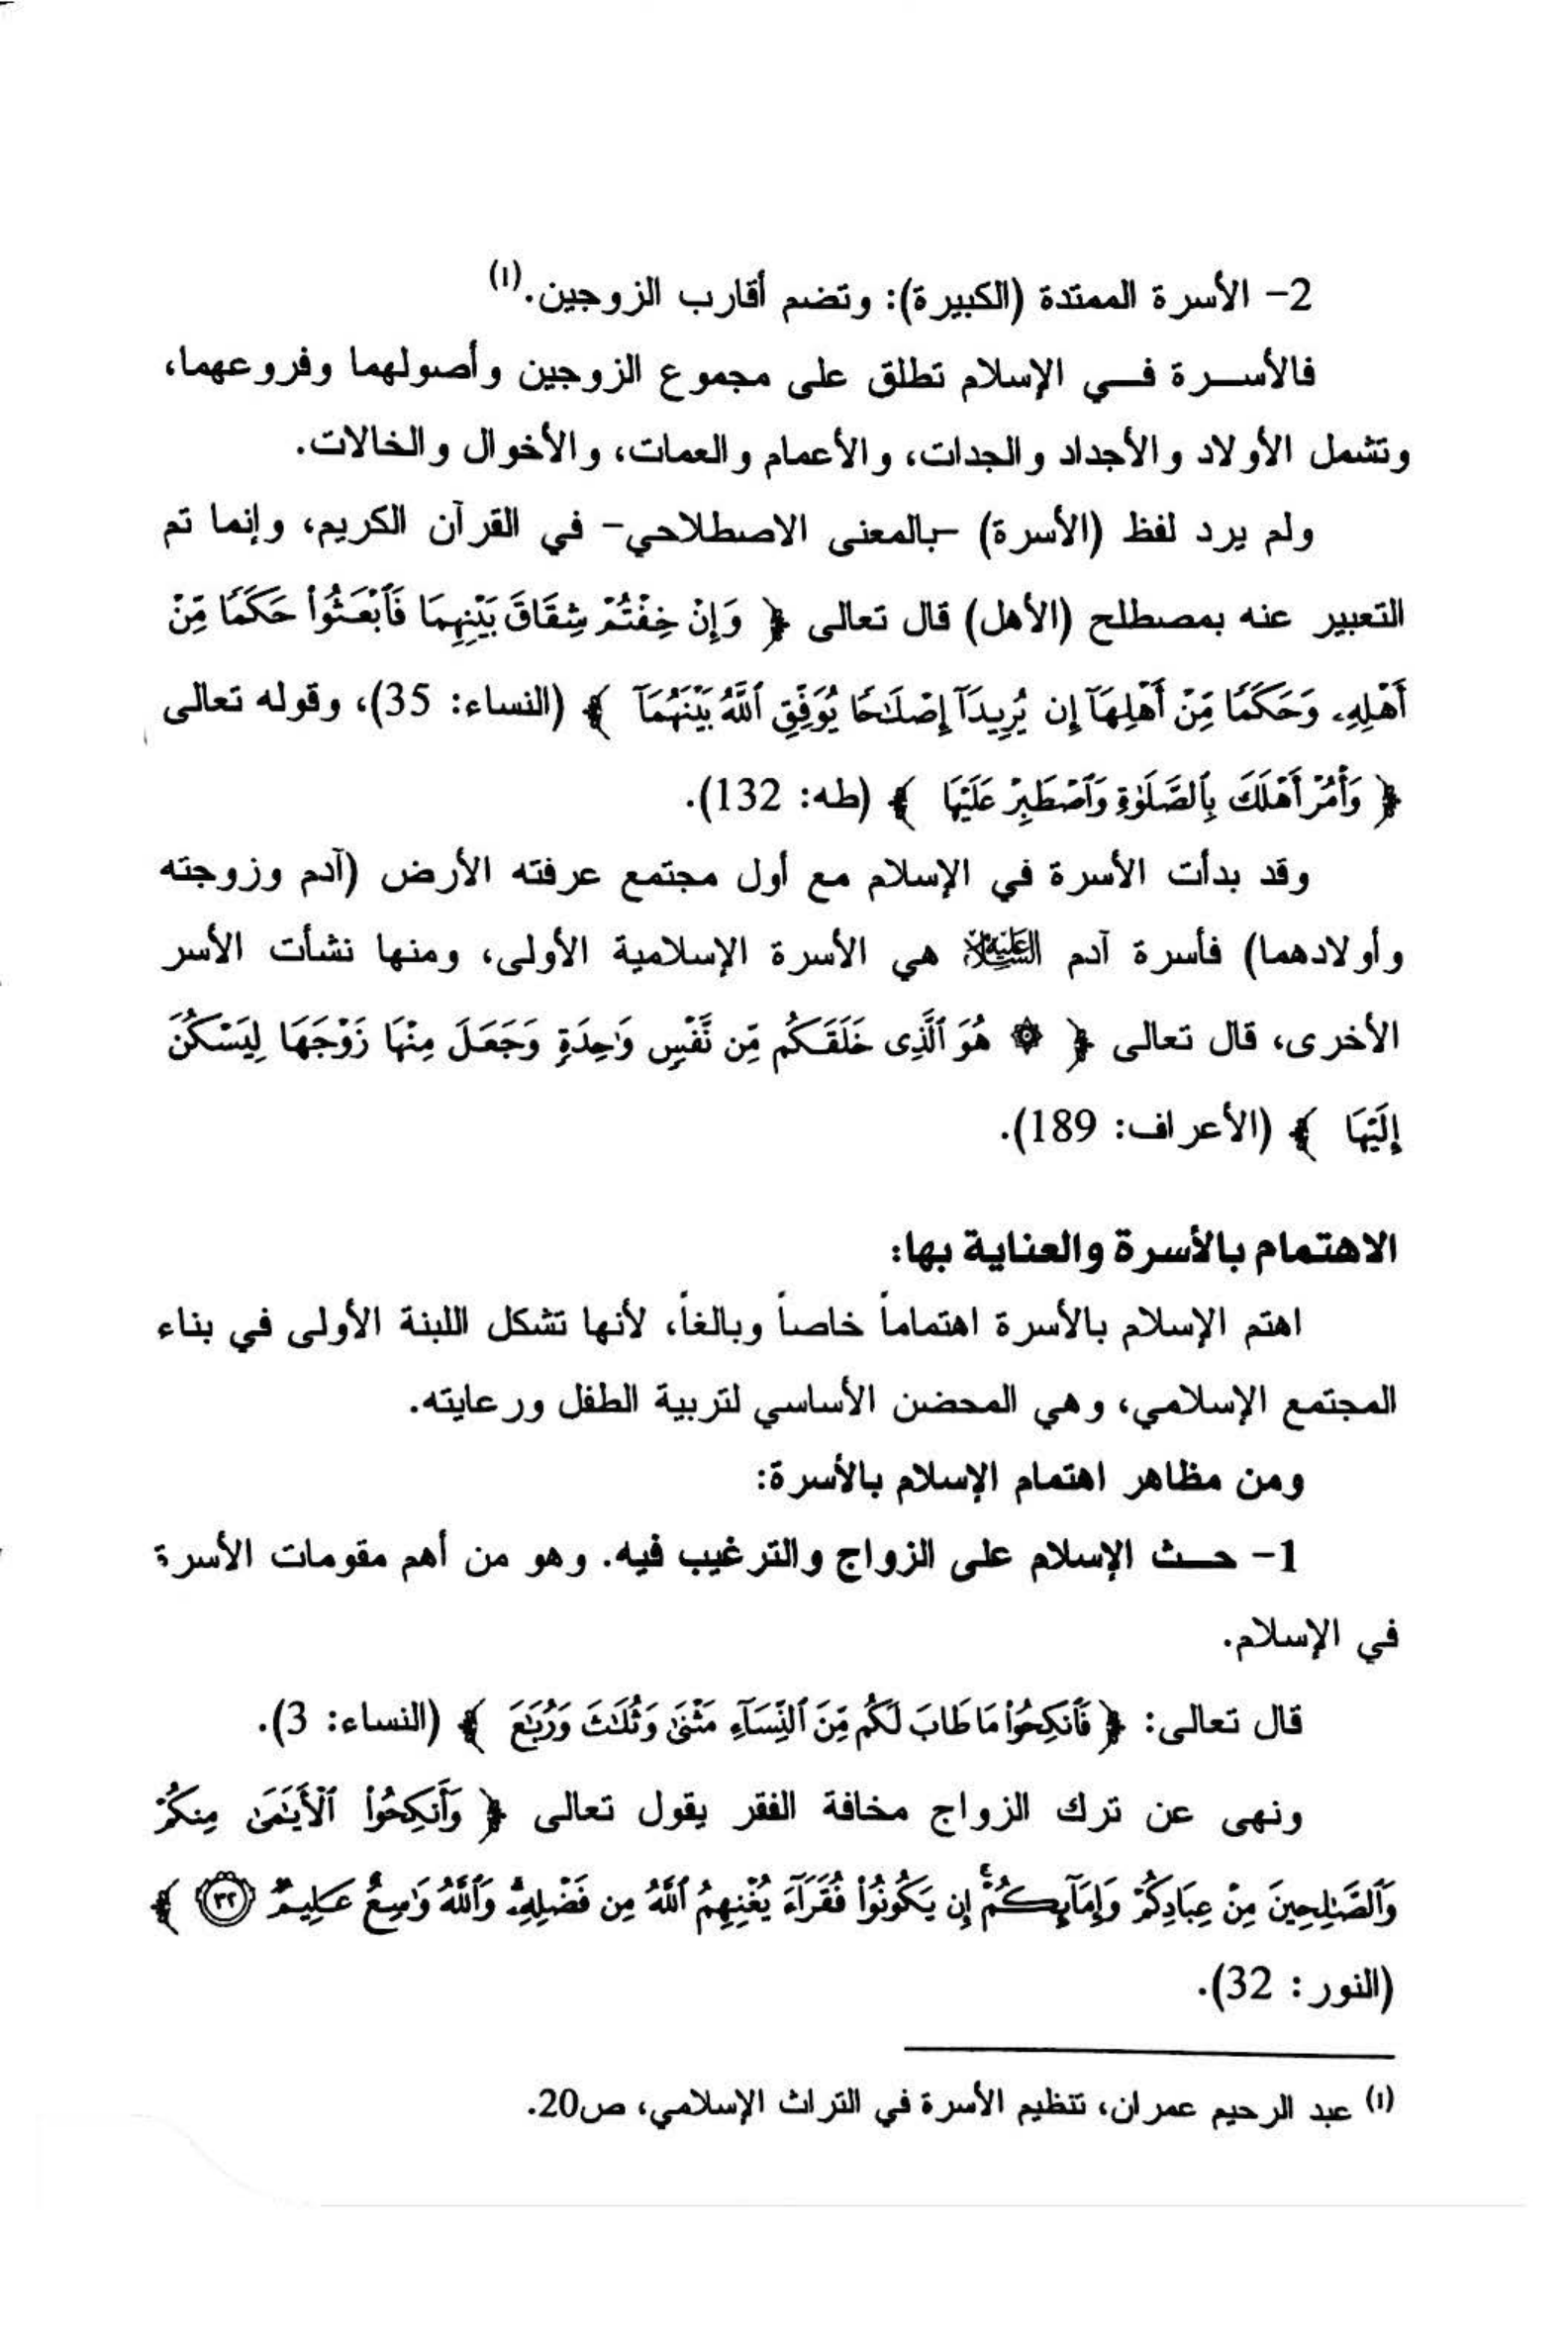 2- الأسرة الممتدة (الكبيرة): وتضم أقارب الزوجين.(١)
فالأسرة في الإسلام تطلق على مجموع الزوجين وأصولهما وفروعهما،
وتشمل الأولاد والأجداد والجدات، والأعمام والعمات، والأخوال والخالات.
ولم يرد لفظ (الأسرة) -بالمعنى الاصطلاحي- في القرآن الكريم، وإنما تم
التعبير عنه بمصطلح (الأهل) قال تعالى ﴿ وَإِنْ خِفْتُمْ شِقَاقَ بَيْنِهِمَا فَٱبْعَثُوا۟ حَكَمًا مِّنْ
أَهْلِهِۦ وَحَكَمًا مِّنْ أَهْلِهَآ إِن يُرِيدَآ إِصْلَٰحًا يُوَفِّقِ ٱللَّهُ بَيْنَهُمَآ ﴾ (النساء: 35)، وقوله تعالى
﴿ وَأْمُرْ أَهْلَكَ بِٱلصَّلَوٰةِ وَٱصْطَبِرْ عَلَيْهَا ﴾ (طه: 132).
وقد بدأت الأسرة في الإسلام مع أول مجتمع عرفته الأرض (آدم وزوجته
وأولادهما) فأسرة آدم عليه السلام هي الأسرة الإسلامية الأولى، ومنها نشأت الأسر
الأخرى، قال تعالى ﴿ ۞ هُوَ ٱلَّذِى خَلَقَكُم مِّن نَّفْسٍ وَٰحِدَةٍ وَجَعَلَ مِنْهَا زَوْجَهَا لِيَسْكُنَ
إِلَيْهَا ﴾ (الأعراف: 189).
الاهتمام بالأسرة والعناية بها:
اهتم الإسلام بالأسرة اهتماماً خاصاً وبالغاً، لأنها تشكل اللبنة الأولى في بناء
المجتمع الإسلامي، وهي المحضن الأساسي لتربية الطفل ورعايته.
ومن مظاهر اهتمام الإسلام بالأسرة:
1- حث الإسلام على الزواج والترغيب فيه. وهو من أهم مقومات الأسرة
في الإسلام.
قال تعالى: ﴿ فَٱنكِحُوا۟ مَا طَابَ لَكُم مِّنَ ٱلنِّسَآءِ مَثْنَىٰ وَثُلَٰثَ وَرُبَٰعَ ﴾ (النساء: 3).
ونهى عن ترك الزواج مخافة الفقر يقول تعالى ﴿ وَأَنكِحُوا۟ ٱلْأَيَٰمَىٰ مِنكُمْ
وَٱلصَّٰلِحِينَ مِنْ عِبَادِكُمْ وَإِمَآئِكُمْ ۚ إِن يَكُونُوا۟ فُقَرَآءَ يُغْنِهِمُ ٱللَّهُ مِن فَضْلِهِۦ ۗ وَٱللَّهُ وَٰسِعٌ عَلِيمٌ ٣٢ ﴾
(النور: 32).
(١) عبد الرحيم عمران، تنظيم الأسرة في التراث الإسلامي، ص20.